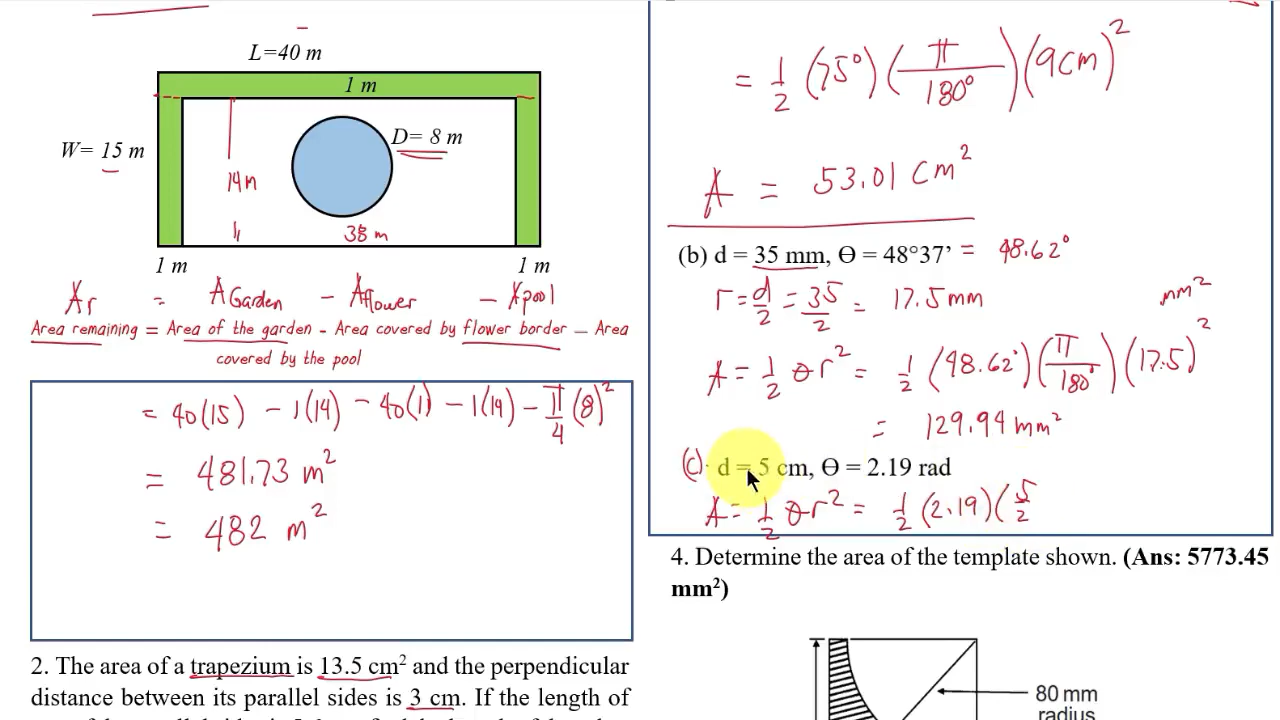 L=40 m
1 m
W= 15 m
D= 8 m
14m
38 m
1 m
1 m
Ar = AGarden - Aflower - Apool
Area remaining = Area of the garden - Area covered by flower border - Area
covered by the pool
= 40(15) - 1(14) - 40(1) - 1(14) - π/4 (8)²
= 481.73 m²
= 482 m²
2. The area of a trapezium is 13.5 cm² and the perpendicular
distance between its parallel sides is 3 cm. If the length of
= 1/2 (75°) (π/180°) (9cm)²
A = 53.01 cm²
(b) d = 35 mm, Ɵ = 48°37’ = 48.62°
r = d/2 = 35/2 = 17.5mm
mm²
A = 1/2 θr² = 1/2 (48.62°) (π/180°) (17.5)²
= 129.94 mm²
(c). d = 5 cm, Ɵ = 2.19 rad
A = 1/2 θr² = 1/2 (2.19) (5/2
4. Determine the area of the template shown. (Ans: 5773.45
mm²)
80 mm
radius